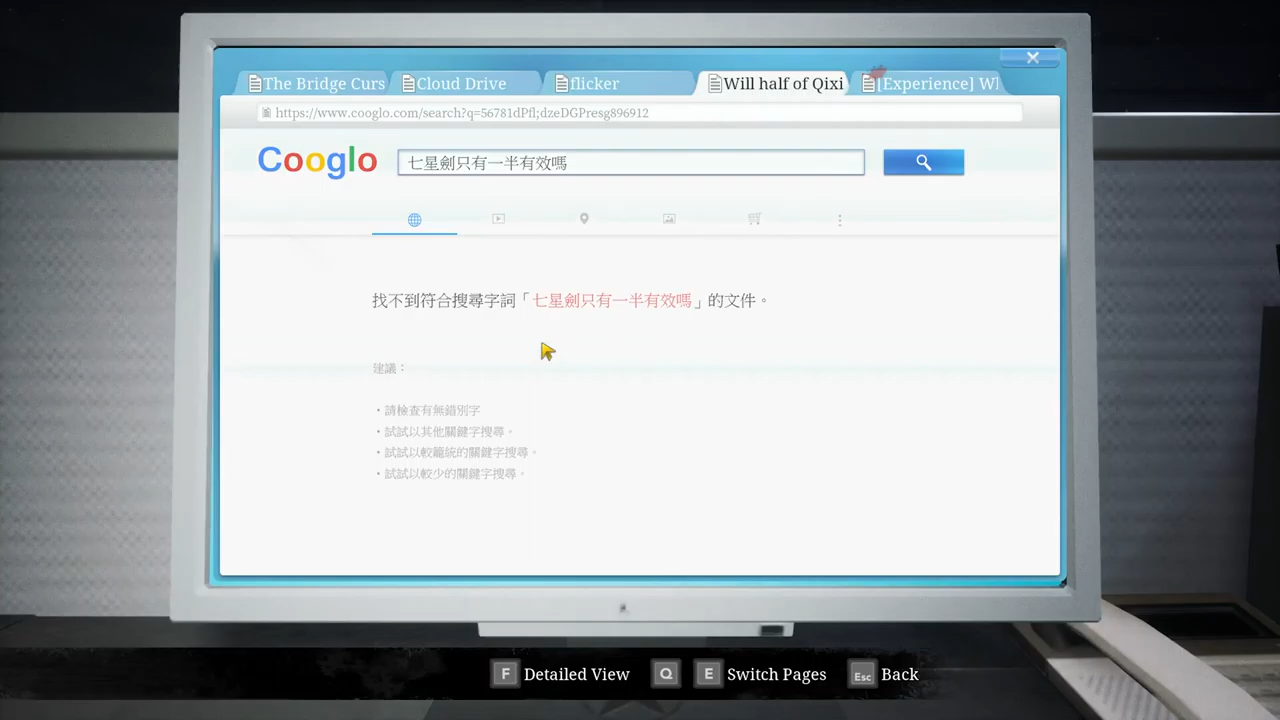 The Bridge Curs
Cloud Drive
flicker
Will half of Qixi
[Experience] Wl
https://www.cooglo.com/search?q=56781dPfl;dzeDGPresg896912
Cooglo
七星劍只有一半有效嗎
找不到符合搜尋字詞「七星劍只有一半有效嗎」的文件。
建議：
・請檢查有無錯別字
・試試以其他關鍵字搜尋。
・試試以較籠統的關鍵字搜尋。
・試試以較少的關鍵字搜尋。
F Detailed View Q E Switch Pages Esc Back